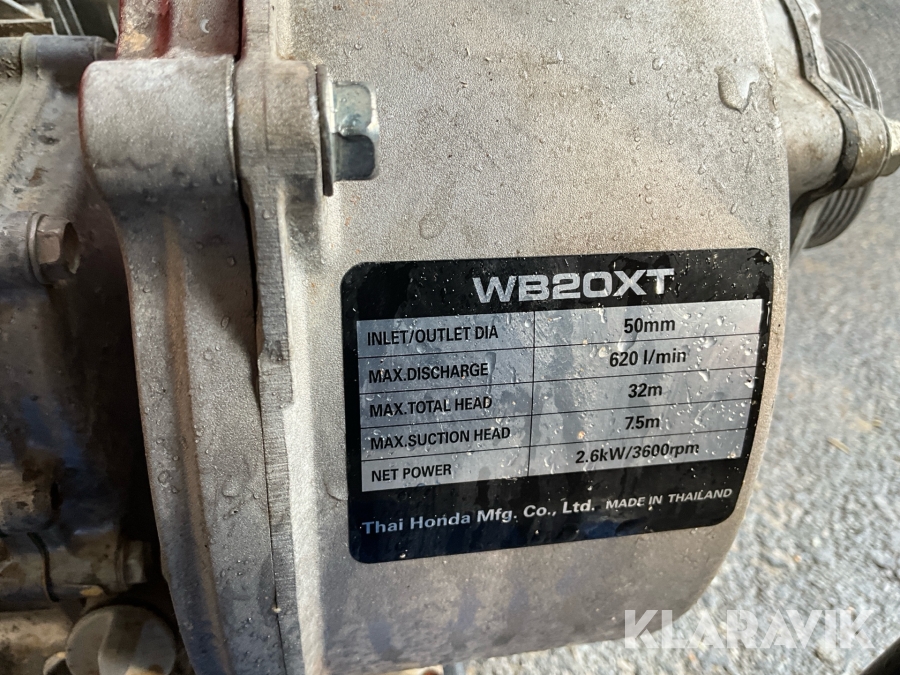 WB20XT
INLET/OUTLET DIA 50mm
MAX.DISCHARGE 620 l/min
MAX.TOTAL HEAD 32m
MAX.SUCTION HEAD 7.5m
NET POWER 2.6kW/3600rpm
Thai Honda Mfg. Co., Ltd. MADE IN THAILAND
KLARAVIK